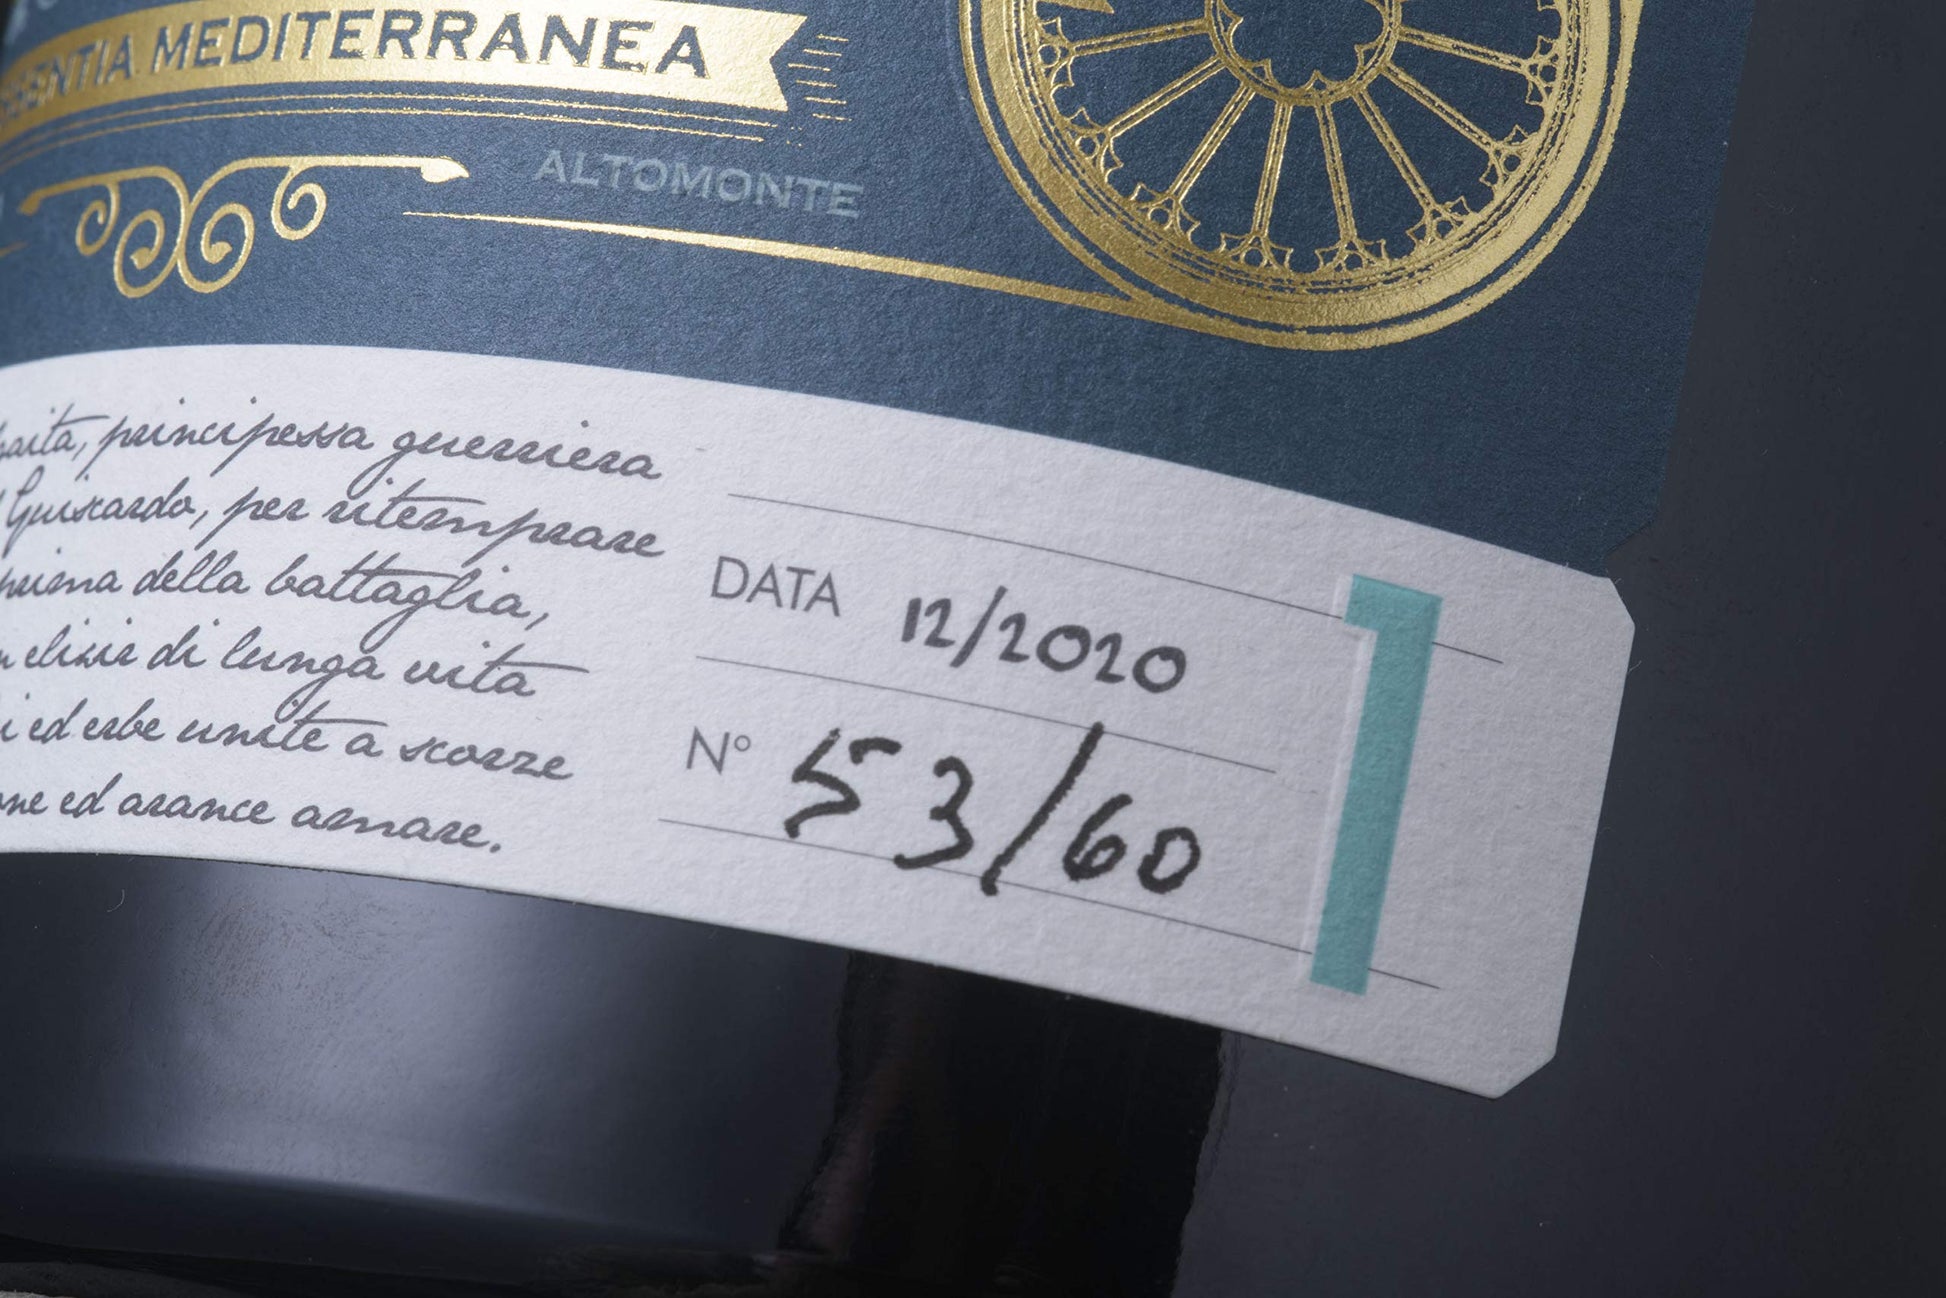 MEDITERRANEA
ALTOMONTE
principessa guerriera
Guiscardo, per ritemprare
prima della battaglia,
elisir di lunga vita
ed erbe unite a scorze
ed arance amare.
DATA 12/2020
N° 53/60
1